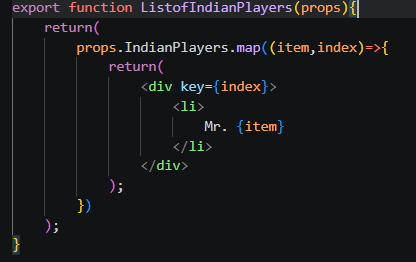 export function ListofIndianPlayers(props){
    return(
        props.IndianPlayers.map((item,index)=>{
            return(
                <div key={index}>
                    <li>
                        Mr. {item}
                    </li>
                </div>
            );
        })
    );
}